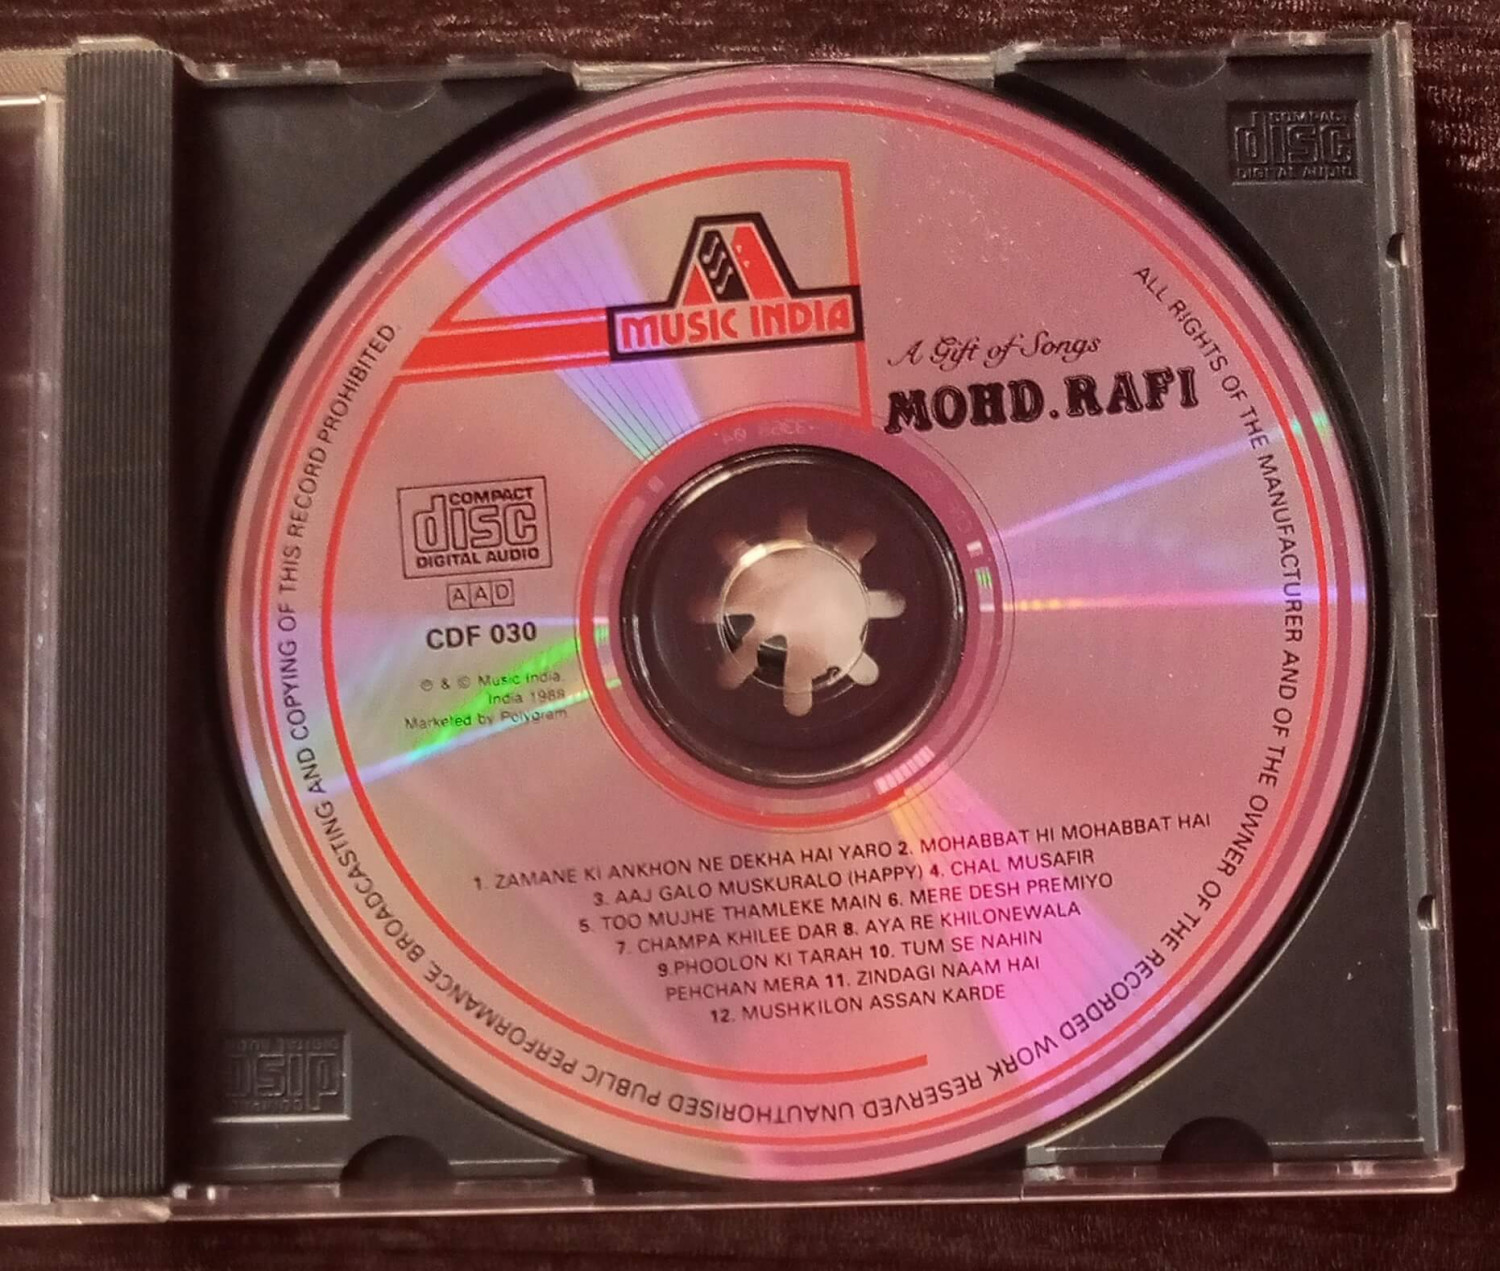 MUSIC INDIA
A Gift of Songs
MOHD.RAFI
COMPACT
disc
DIGITAL AUDIO
AAD
CDF 030
℗ & © Music India.
India 1988
Marketed by Polygram
1. ZAMANE KI ANKHON NE DEKHA HAI YARO 2. MOHABBAT HI MOHABBAT HAI
3. AAJ GALO MUSKURALO (HAPPY) 4. CHAL MUSAFIR
5. TOO MUJHE THAMLEKE MAIN 6. MERE DESH PREMIYO
7. CHAMPA KHILEE DAR 8. AYA RE KHILONEWALA
9.PHOOLON KI TARAH 10. TUM SE NAHIN
PEHCHAN MERA 11. ZINDAGI NAAM HAI
12. MUSHKILON ASSAN KARDE
ALL RIGHTS OF THE MANUFACTURER AND OF THE OWNER OF THE RECORDED WORK RESERVED. UNAUTHORISED PUBLIC PERFORMANCE, BROADCASTING AND COPYING OF THIS RECORD PROHIBITED.
COMPACT
disc
DIGITAL AUDIO
COMPACT
disc
DIGITAL AUDIO